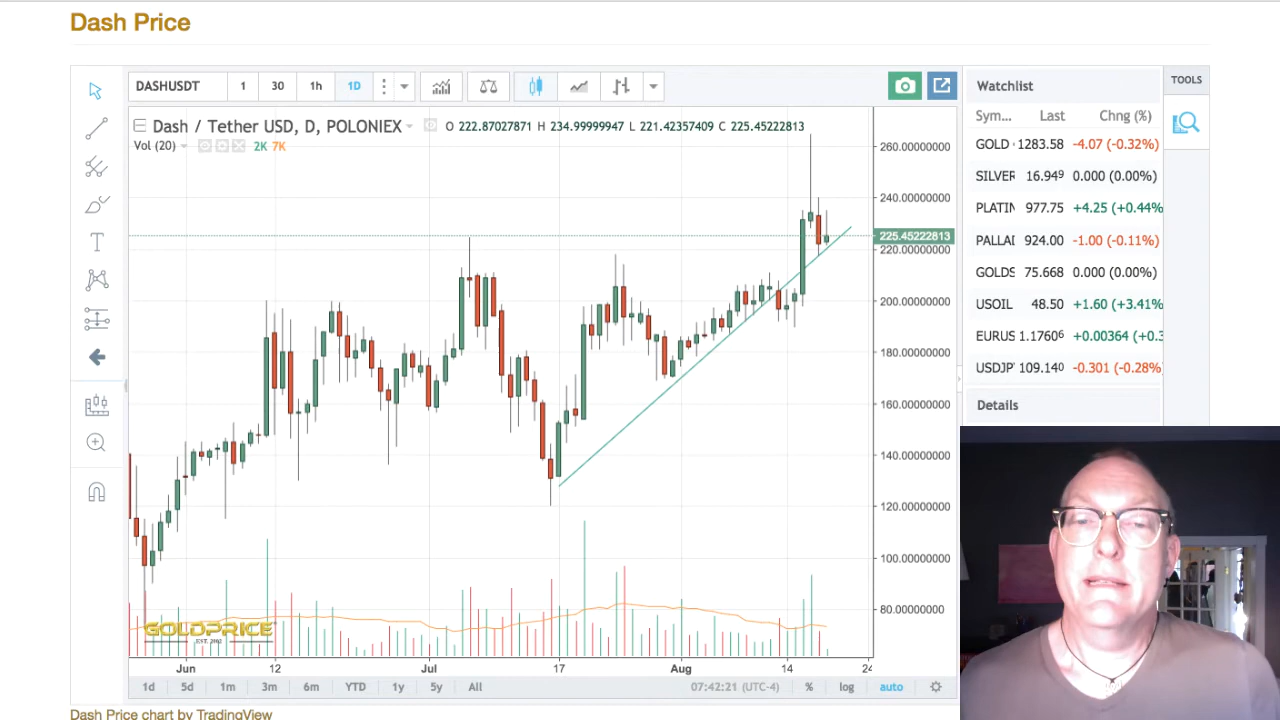 Dash Price
DASHUSDT 1 30 1h 1D
Dash / Tether USD, D, POLONIEX O 222.87027871 H 234.99999947 L 221.42357409 C 225.45222813
Vol (20) 2K 7K
260.00000000
240.00000000
225.45222813
220.00000000
200.00000000
180.00000000
160.00000000
140.00000000
120.00000000
100.00000000
80.00000000
GOLDPRICE
EST. 2002
Jun 12 Jul 17 Aug 14 24
1d 5d 1m 3m 6m YTD 1y 5y All 07:42:21 (UTC-4) % log auto
Dash Price chart by TradingView
Watchlist
TOOLS
Sym... Last Chng (%)
GOLD 1283.58 -4.07 (-0.32%)
SILVER 16.949 0.000 (0.00%)
PLATIN 977.75 +4.25 (+0.44%
PALLAI 924.00 -1.00 (-0.11%)
GOLDS 75.668 0.000 (0.00%)
USOIL 48.50 +1.60 (+3.41%
EURUS 1.17606 +0.00364 (+0.3
USDJP 109.140 -0.301 (-0.28%)
Details